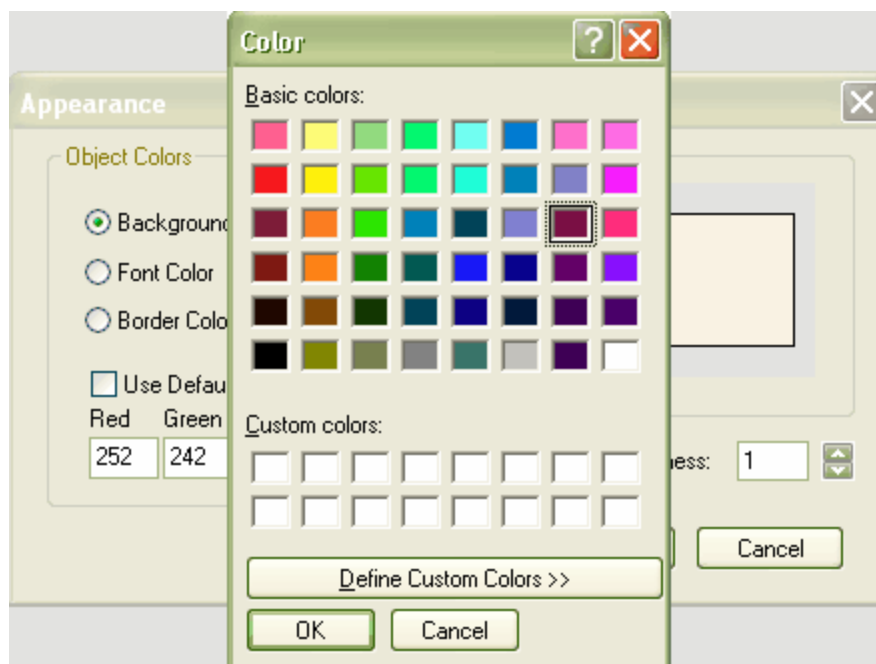 Color
?
Appearance
Basic colors:
Object Colors
Background
Font Color
Border Colo
Use Defau
Red Green
252 242
Custom colors:
ness: 1
Define Custom Colors >>
OK Cancel
Cancel